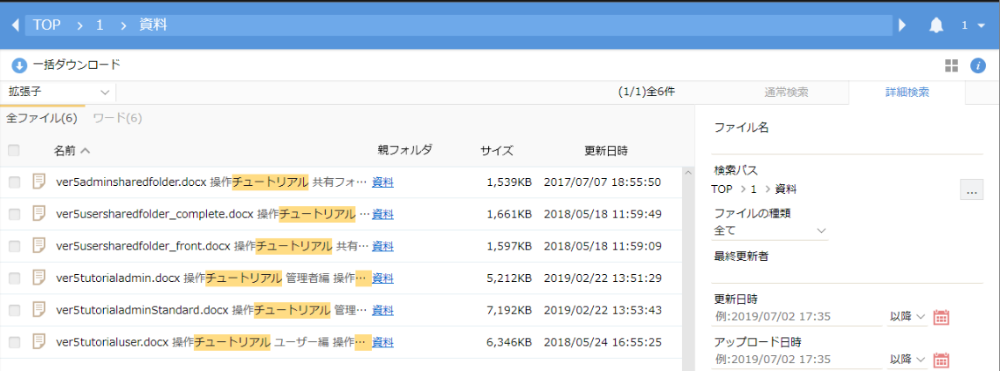 TOP > 1 > 資料
1
一括ダウンロード
拡張子
(1/1)全6件
通常検索
詳細検索
全ファイル(6)
ワード(6)
名前
親フォルダ
サイズ
更新日時
ver5adminsharedfolder.docx 操作チュートリアル 共有フォ… 資料 1,539KB 2017/07/07 18:55:50
ver5usersharedfolder_complete.docx 操作チュートリアル … 資料 1,661KB 2018/05/18 11:59:49
ver5usersharedfolder_front.docx 操作チュートリアル 共有… 資料 1,597KB 2018/05/18 11:59:09
ver5tutorialadmin.docx 操作チュートリアル 管理者編 操作… 資料 5,212KB 2019/02/22 13:51:29
ver5tutorialadminStandard.docx 操作チュートリアル 管理… 資料 7,192KB 2019/02/22 13:53:43
ver5tutorialuser.docx 操作チュートリアル ユーザー編 操作… 資料 6,346KB 2018/05/24 16:55:25
ファイル名
検索パス
TOP > 1 > 資料
...
ファイルの種類
全て
最終更新者
更新日時
例:2019/07/02 17:35 以降
アップロード日時
例:2019/07/02 17:35 以降